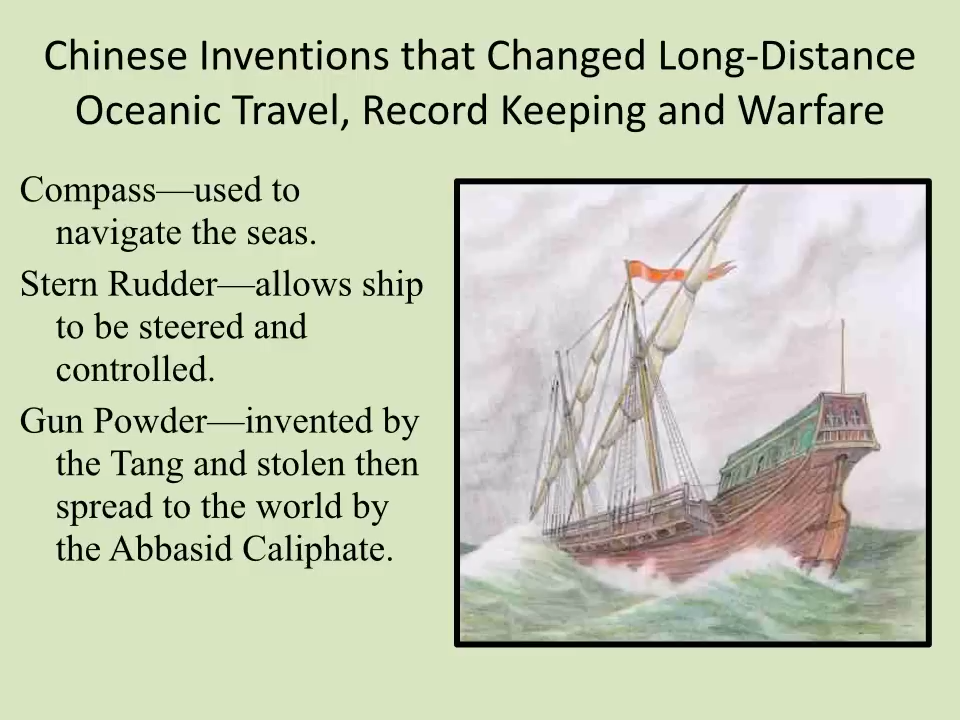 Chinese Inventions that Changed Long-Distance
Oceanic Travel, Record Keeping and Warfare
Compass—used to
navigate the seas.
Stern Rudder—allows ship
to be steered and
controlled.
Gun Powder—invented by
the Tang and stolen then
spread to the world by
the Abbasid Caliphate.